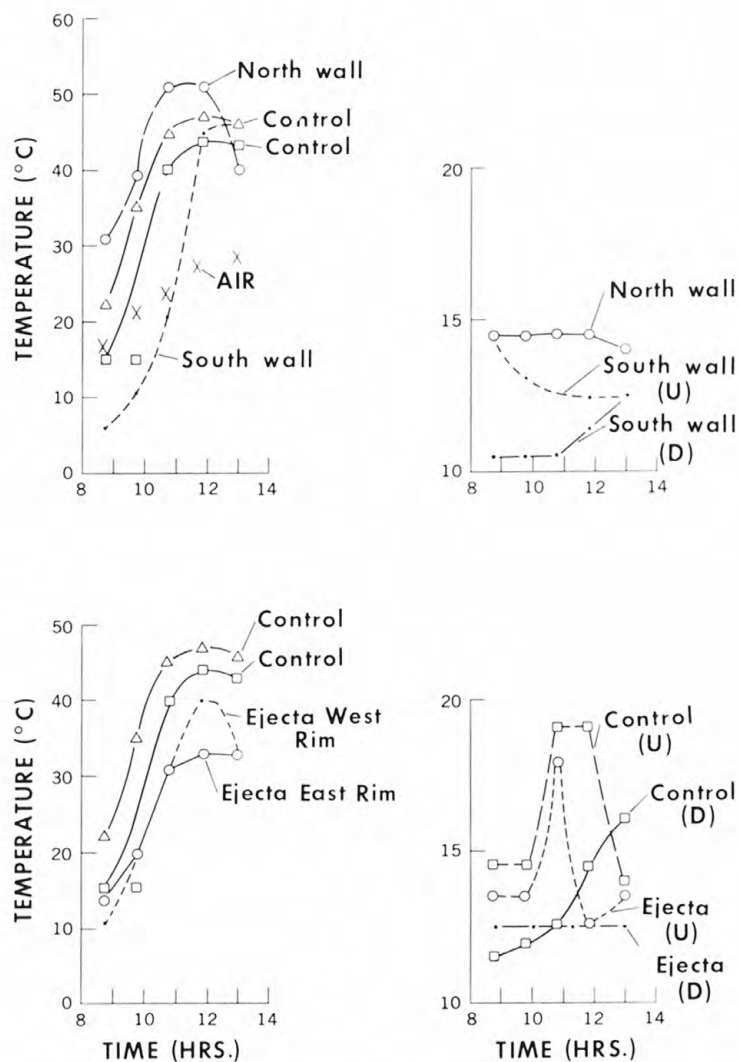 60
50
40
30
20
10
0
8 10 12 14
TEMPERATURE (°C)
North wall
Control
Control
AIR
South wall
20
15
10
8 10 12 14
North wall
South wall
(U)
South wall
(D)
50
40
30
20
10
0
8 10 12 14
TEMPERATURE (°C)
TIME (HRS.)
Control
Control
Ejecta West
Rim
Ejecta East Rim
20
15
10
8 10 12 14
TIME (HRS.)
Control
(U)
Control
(D)
Ejecta
(U)
Ejecta
(D)